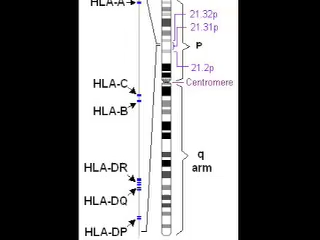 HLA-A
21.32p
21.31p
P
21.2p
Centromere
HLA-C
HLA-B
q
arm
HLA-DR
HLA-DQ
HLA-DP